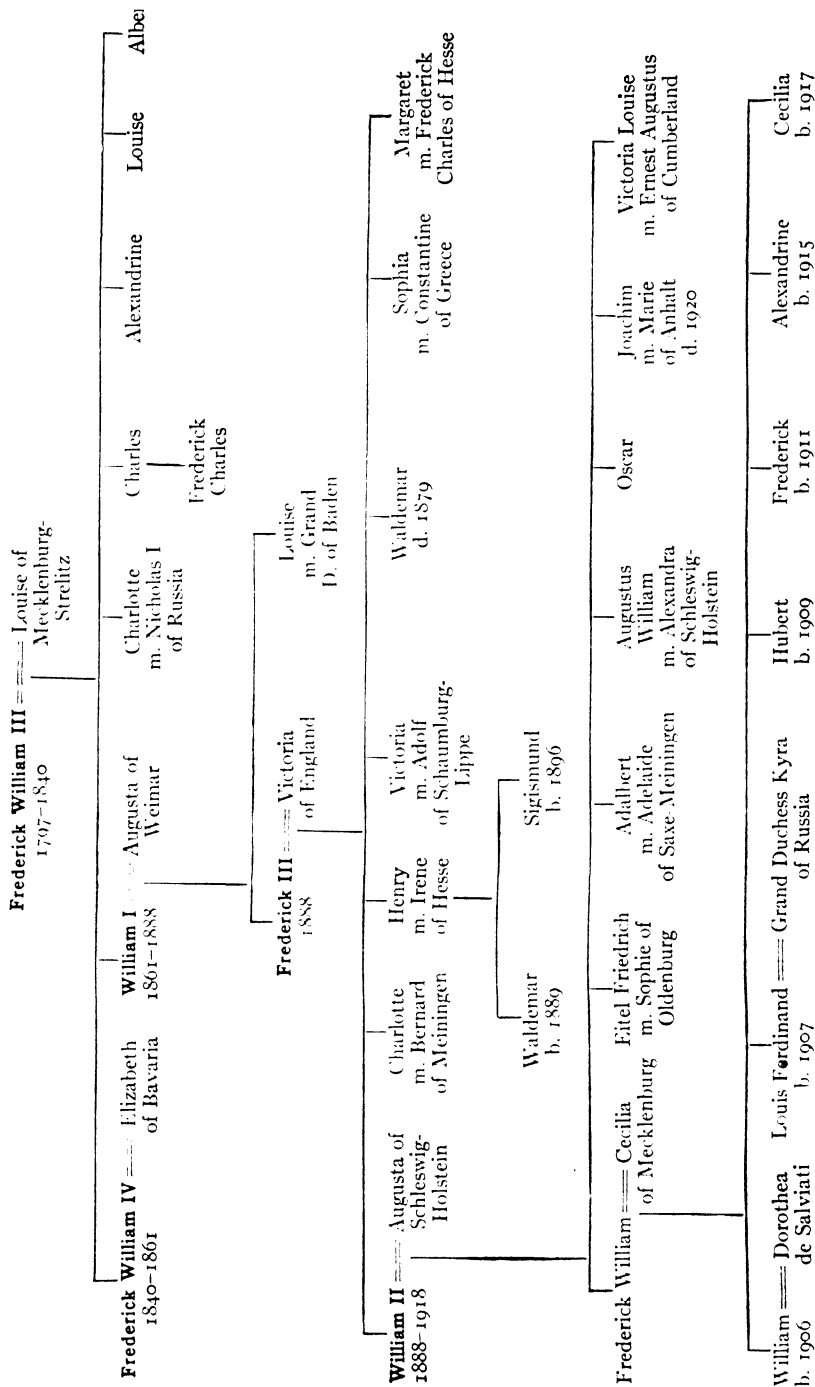 Frederick William III Louise of
1797–1840 Mecklenburg-
Strelitz
Frederick William IV Elizabeth
1840–1861 of Bavaria
William I Augusta of
1861–1888 Weimar
Charlotte
m. Nicholas I
of Russia
Charles
Frederick
Charles
Alexandrine
Louise
Frederick III Victoria
1888 of England
Louise
m. Grand
D. of Baden
William II Augusta of
1888–1918 Schleswig-
Holstein
Charlotte
m. Bernard
of Meiningen
Henry
m. Irene
of Hesse
Victoria
m. Adolf
of Schaumburg-
Lippe
Waldemar
d. 1879
Sophia
m. Constantine
of Greece
Margaret
m. Frederick
Charles of Hesse
Waldemar
b. 1889
Sigismund
b. 1896
Frederick William Cecilia
of Mecklenburg
Eitel Friedrich
m. Sophie of
Oldenburg
Adalbert
m. Adelaide
of Saxe-Meiningen
Augustus
William
m. Alexandra
of Schleswig-
Holstein
Oscar
Joachim
m. Marie
of Anhalt
d. 1920
Victoria Louise
m. Ernest Augustus
of Cumberland
William Dorothea
b. 1906 de Salviati
Louis Ferdinand Grand Duchess Kyra
b. 1907 of Russia
Hubert
b. 1909
Frederick
b. 1911
Alexandrine
b. 1915
Cecilia
b. 1917